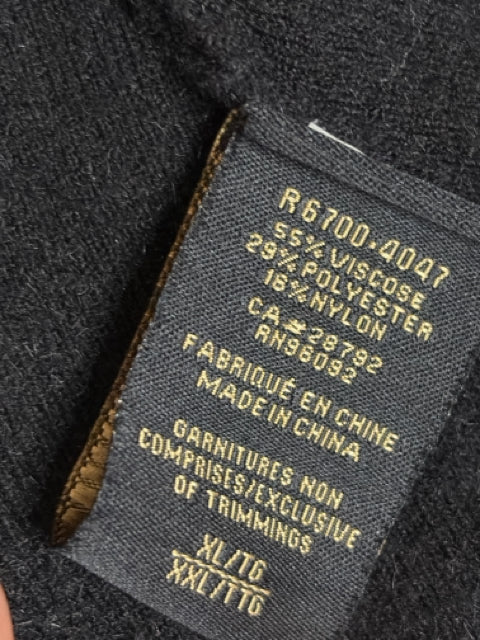 R6700-4047
55% VISCOSE
29% POLYESTER
16% NYLON
CA# 28792
RN96092
FABRIQUÉ EN CHINE
MADE IN CHINA
GARNITURES NON
COMPRISES/EXCLUSIVE
OF TRIMMINGS
XL/TG
XXL/TTG